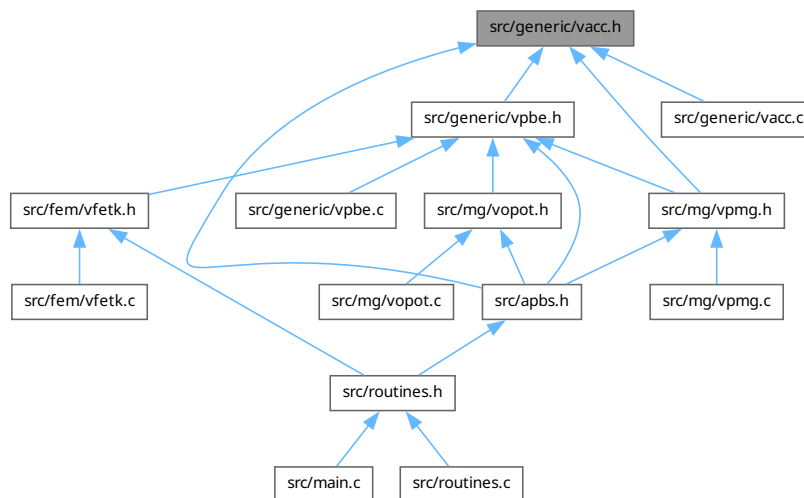 src/generic/vacc.h
src/generic/vpbe.h
src/generic/vacc.c
src/fem/vfetk.h
src/generic/vpbe.c
src/mg/vopot.h
src/mg/vpmg.h
src/fem/vfetk.c
src/mg/vopot.c
src/apbs.h
src/mg/vpmg.c
src/routines.h
src/main.c
src/routines.c